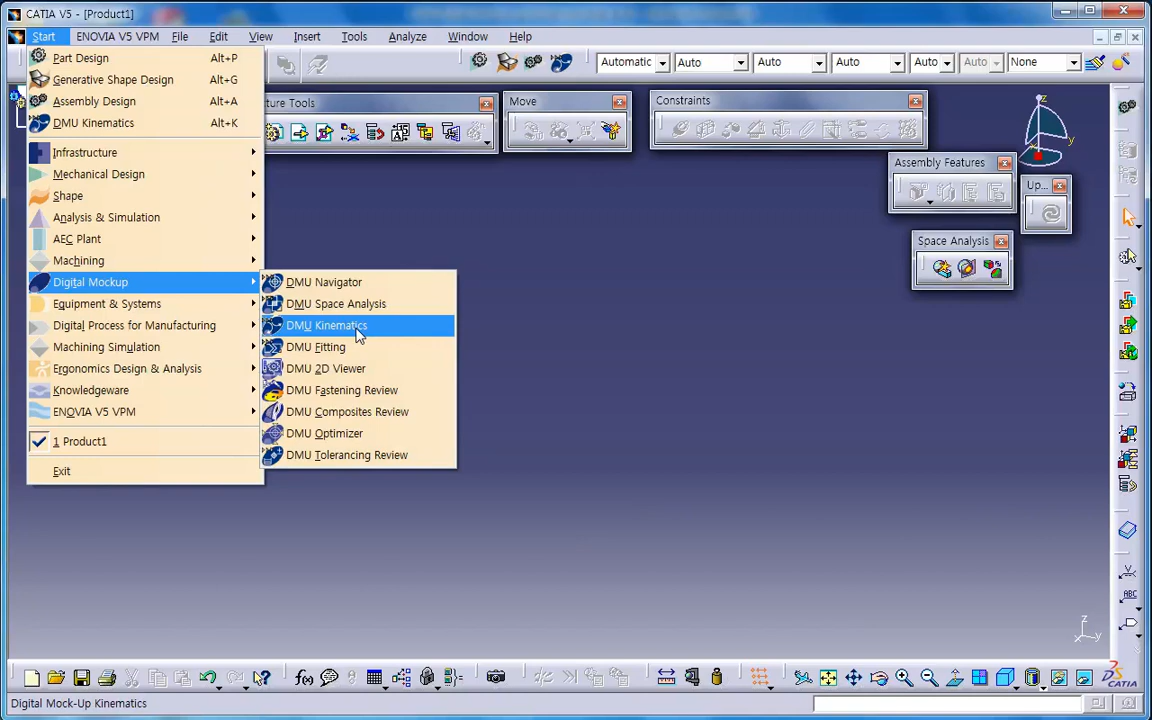 CATIA V5 - [Product1]
Start ENOVIA V5 VPM File Edit View Insert Tools Analyze Window Help
Automatic Auto Auto Auto Auto Aut None
Part Design Alt+P
Generative Shape Design Alt+G
Assembly Design Alt+A
DMU Kinematics Alt+K
Infrastructure
Mechanical Design
Shape
Analysis & Simulation
AEC Plant
Machining
Digital Mockup
Equipment & Systems
Digital Process for Manufacturing
Machining Simulation
Ergonomics Design & Analysis
Knowledgeware
ENOVIA V5 VPM
1 Product1
Exit
DMU Navigator
DMU Space Analysis
DMU Kinematics
DMU Fitting
DMU 2D Viewer
DMU Fastening Review
DMU Composites Review
DMU Optimizer
DMU Tolerancing Review
cture Tools
Move
Constraints
Assembly Features
Up...
Space Analysis
z
y
x
z
y
x
ABC
f(x)
CATIA
Digital Mock-Up Kinematics